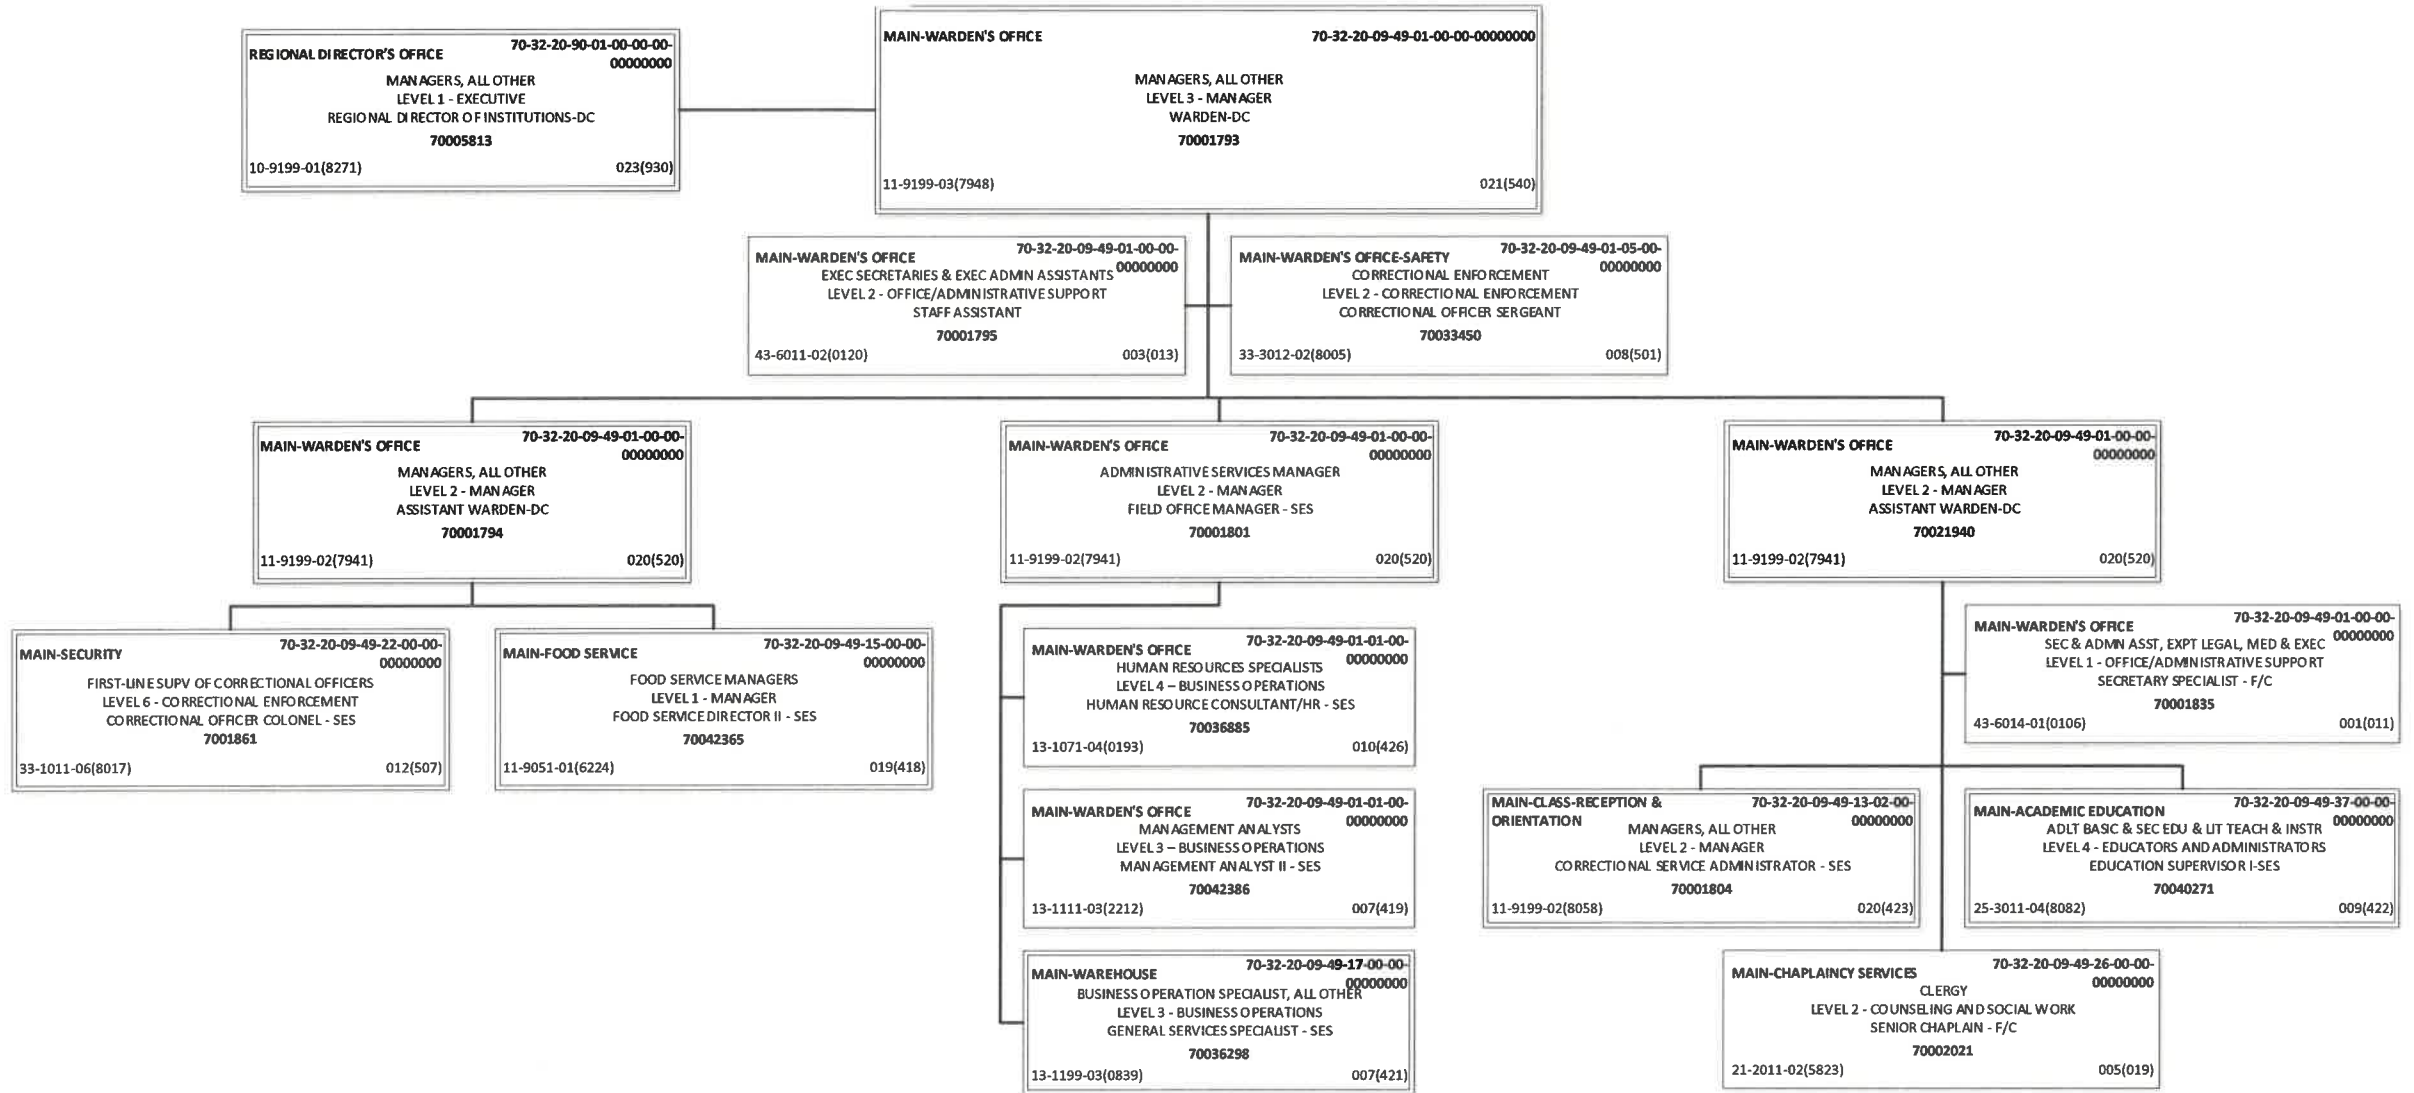 REGIONAL DIRECTOR'S OFFICE
70-32-20-90-01-00-00-00-
00000000
MANAGERS, ALL OTHER
LEVEL 1 - EXECUTIVE
REGIONAL DIRECTOR OF INSTITUTIONS-DC
70005813
10-9199-01(8271) 023(930)
MAIN-WARDEN'S OFFICE 70-32-20-09-49-01-00-00-00000000
MANAGERS, ALL OTHER
LEVEL 3 - MANAGER
WARDEN-DC
70001793
11-9199-03(7948) 021(540)
MAIN-WARDEN'S OFFICE
70-32-20-09-49-01-00-00-
00000000
EXEC SECRETARIES & EXEC ADMIN ASSISTANTS
LEVEL 2 - OFFICE/ADMINISTRATIVE SUPPORT
STAFF ASSISTANT
70001795
43-6011-02(0120) 003(013)
MAIN-WARDEN'S OFFICE-SAFETY
70-32-20-09-49-01-05-00-
00000000
CORRECTIONAL ENFORCEMENT
LEVEL 2 - CORRECTIONAL ENFORCEMENT
CORRECTIONAL OFFICER SERGEANT
70033450
33-3012-02(8005) 008(501)
MAIN-WARDEN'S OFFICE
70-32-20-09-49-01-00-00-
00000000
MANAGERS, ALL OTHER
LEVEL 2 - MANAGER
ASSISTANT WARDEN-DC
70001794
11-9199-02(7941) 020(520)
MAIN-WARDEN'S OFFICE
70-32-20-09-49-01-00-00-
00000000
ADMINISTRATIVE SERVICES MANAGER
LEVEL 2 - MANAGER
FIELD OFFICE MANAGER - SES
70001801
11-9199-02(7941) 020(520)
MAIN-WARDEN'S OFFICE
70-32-20-09-49-01-00-00-
00000000
MANAGERS, ALL OTHER
LEVEL 2 - MANAGER
ASSISTANT WARDEN-DC
70021940
11-9199-02(7941) 020(520)
MAIN-SECURITY
70-32-20-09-49-22-00-00-
00000000
FIRST-LINE SUPV OF CORRECTIONAL OFFICERS
LEVEL 6 - CORRECTIONAL ENFORCEMENT
CORRECTIONAL OFFICER COLONEL - SES
7001861
33-1011-06(8017) 012(507)
MAIN-FOOD SERVICE
70-32-20-09-49-15-00-00-
00000000
FOOD SERVICE MANAGERS
LEVEL 1 - MANAGER
FOOD SERVICE DIRECTOR II - SES
70042365
11-9051-01(6224) 019(418)
MAIN-WARDEN'S OFFICE
70-32-20-09-49-01-01-00-
00000000
HUMAN RESOURCES SPECIALISTS
LEVEL 4 – BUSINESS OPERATIONS
HUMAN RESOURCE CONSULTANT/HR - SES
70036885
13-1071-04(0193) 010(426)
MAIN-WARDEN'S OFFICE
70-32-20-09-49-01-01-00-
00000000
MANAGEMENT ANALYSTS
LEVEL 3 – BUSINESS OPERATIONS
MANAGEMENT ANALYST II - SES
70042386
13-1111-03(2212) 007(419)
MAIN-WAREHOUSE
70-32-20-09-49-17-00-00-
00000000
BUSINESS OPERATION SPECIALIST, ALL OTHER
LEVEL 3 - BUSINESS OPERATIONS
GENERAL SERVICES SPECIALIST - SES
70036298
13-1199-03(0839) 007(421)
MAIN-WARDEN'S OFFICE
70-32-20-09-49-01-00-00-
00000000
SEC & ADMN ASST, EXPT LEGAL, MED & EXEC
LEVEL 1 - OFFICE/ADMINISTRATIVE SUPPORT
SECRETARY SPECIALIST - F/C
70001835
43-6014-01(0106) 001(011)
MAIN-CLASS-RECEPTION &
ORIENTATION
70-32-20-09-49-13-02-00-
00000000
MANAGERS, ALL OTHER
LEVEL 2 - MANAGER
CORRECTIONAL SERVICE ADMINISTRATOR - SES
70001804
11-9199-02(8058) 020(423)
MAIN-ACADEMIC EDUCATION
70-32-20-09-49-37-00-00-
00000000
ADLT BASIC & SEC EDU & LIT TEACH & INSTR
LEVEL 4 - EDUCATORS AND ADMINISTRATORS
EDUCATION SUPERVISOR I-SES
70040271
25-3011-04(8082) 009(422)
MAIN-CHAPLAINCY SERVICES
70-32-20-09-49-26-00-00-
00000000
CLERGY
LEVEL 2 - COUNSELING AND SOCIAL WORK
SENIOR CHAPLAIN - F/C
70002021
21-2011-02(5823) 005(019)